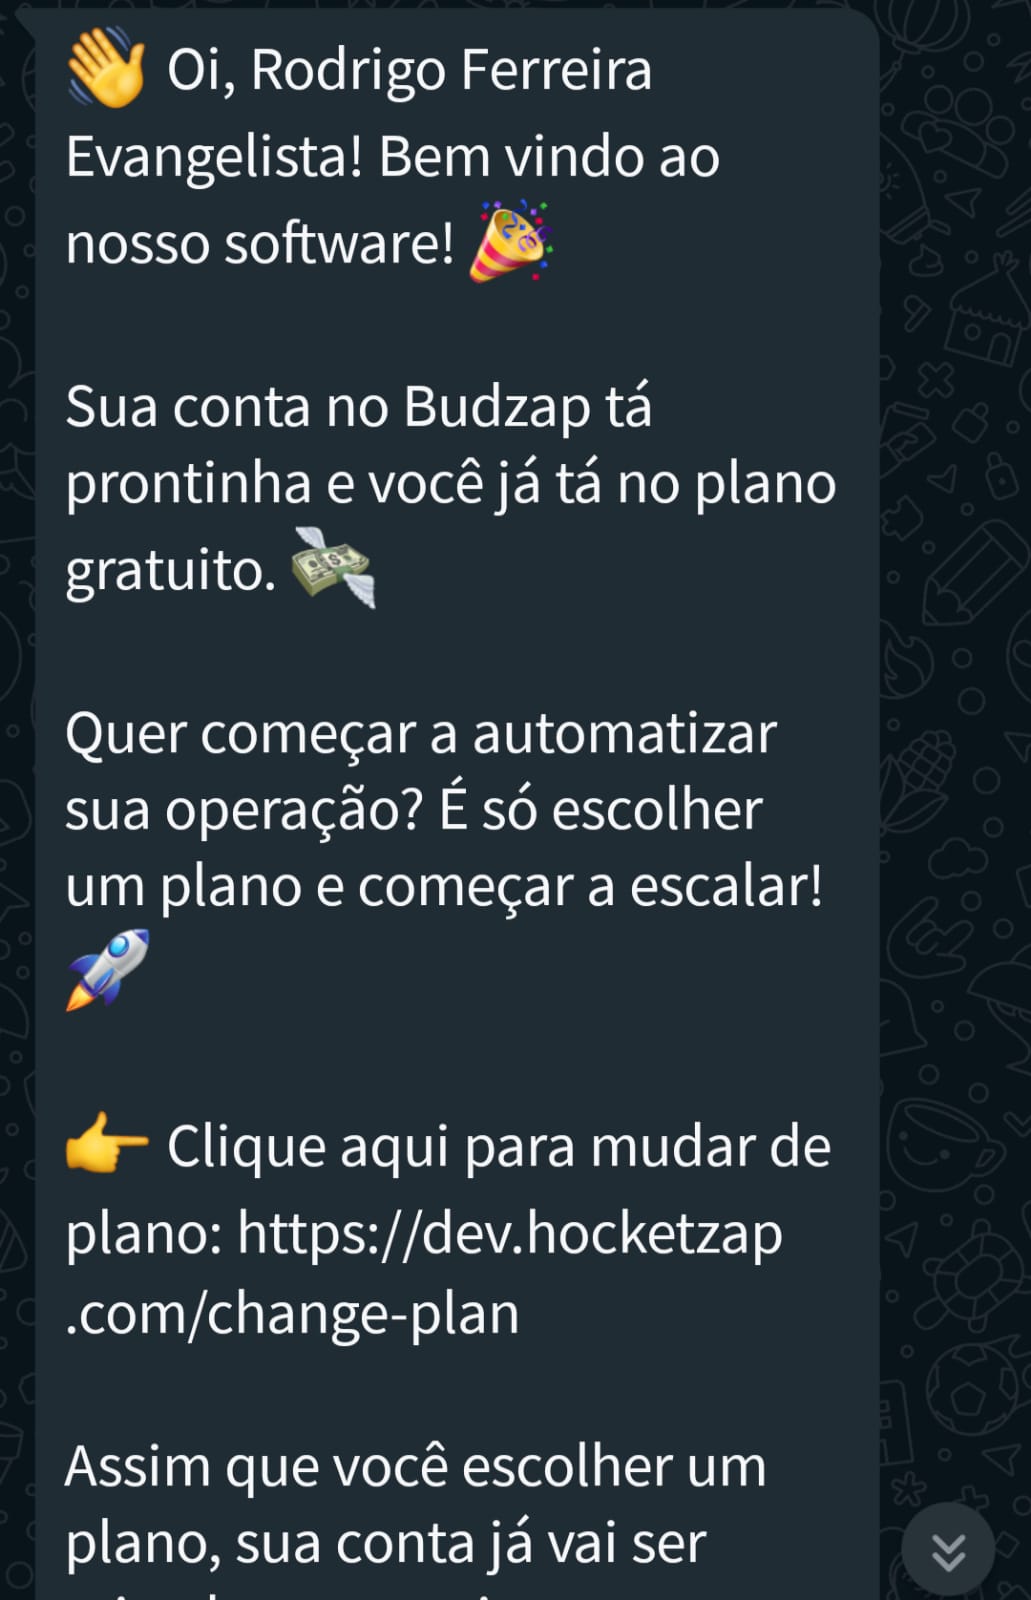 👋 Oi, Rodrigo Ferreira
Evangelista! Bem vindo ao
nosso software! 🎉
Sua conta no Budzap tá
prontinha e você já tá no plano
gratuito. 💸
Quer começar a automatizar
sua operação? É só escolher
um plano e começar a escalar!
🚀
👉 Clique aqui para mudar de
plano: https://dev.hocketzap
.com/change-plan
Assim que você escolher um
plano, sua conta já vai ser